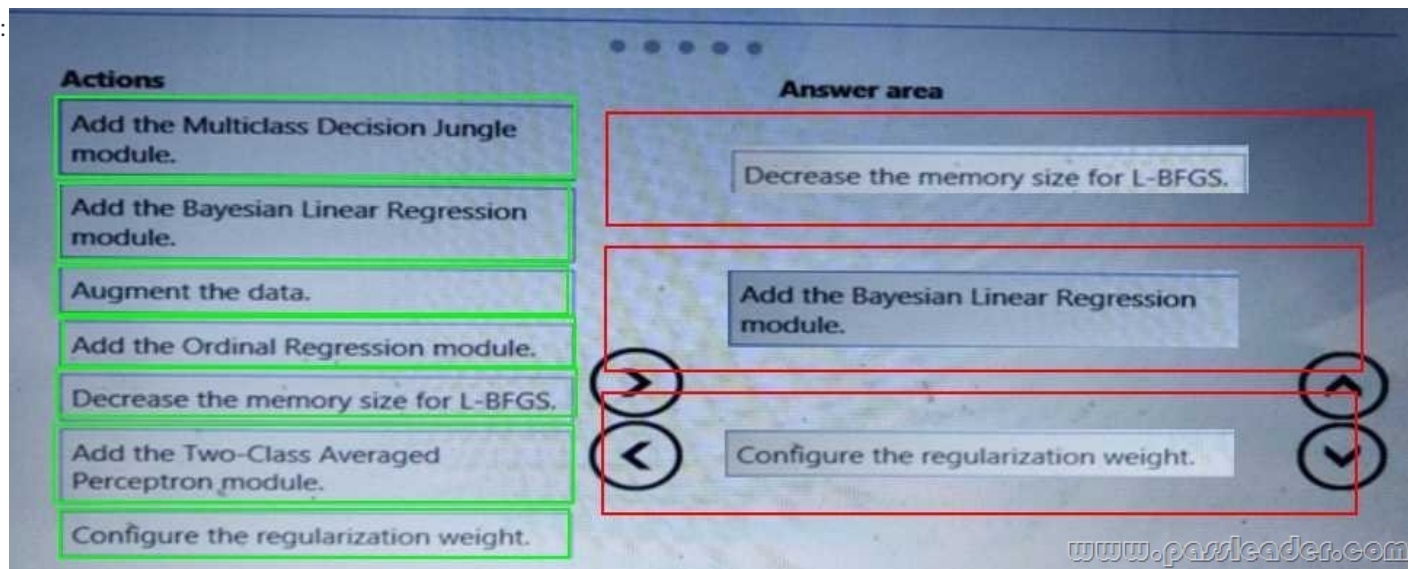 :
Actions
Add the Multiclass Decision Jungle
module.
Add the Bayesian Linear Regression
module.
Augment the data.
Add the Ordinal Regression module.
Decrease the memory size for L-BFGS.
Add the Two-Class Averaged
Perceptron module.
Configure the regularization weight.
Answer area
Decrease the memory size for L-BFGS.
Add the Bayesian Linear Regression
module.
Configure the regularization weight.
www.passleader.com